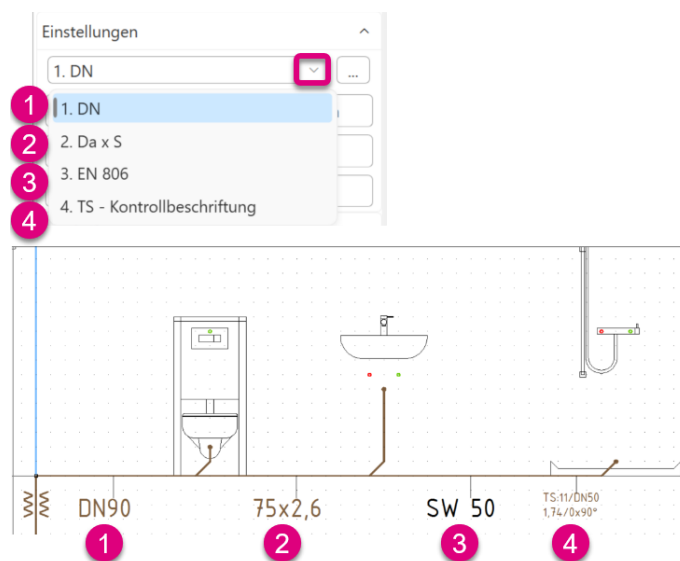 Einstellungen
1. DN
...
1 1. DN
2 2. Da x S
3 3. EN 806
4 4. TS - Kontrollbeschriftung
DN90 75x2,6 SW 50 TS:11/DN50
1,74/0x90°
1 2 3 4